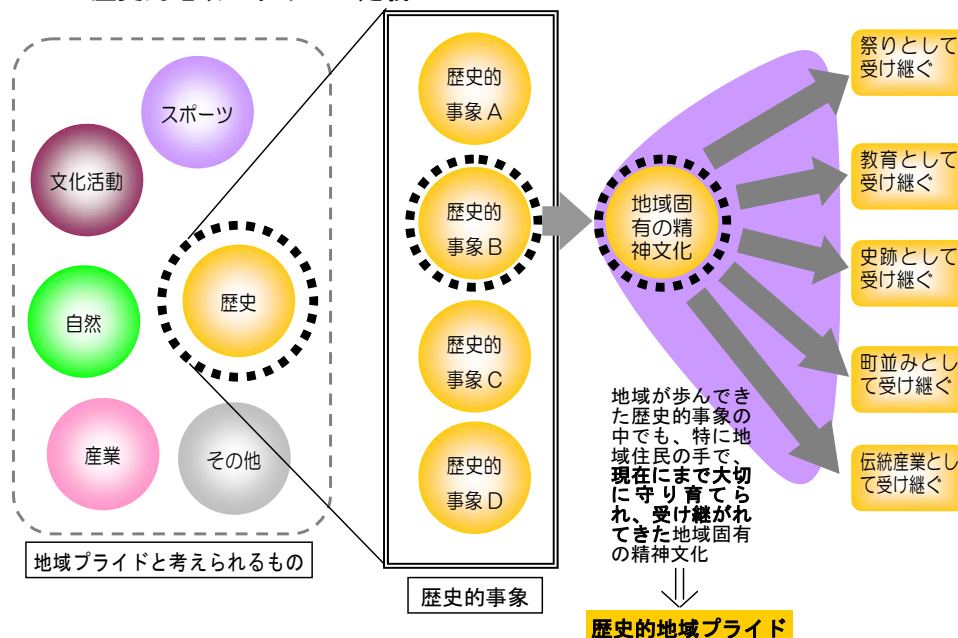 スポーツ
文化活動
自然
歴史
産業
その他
地域プライドと考えられるもの
歴史的
事象A
歴史的
事象B
歴史的
事象C
歴史的
事象D
歴史的事象
地域固
有の精
神文化
地域が歩んでき
た歴史的事象の
中でも、特に地
域住民の手で、
現在にまで大切
に守り育てら
れ、受け継がれ
てきた地域固有
の精神文化
歴史的地域プライド
祭りとして
受け継ぐ
教育として
受け継ぐ
史跡として
受け継ぐ
町並みとし
て受け継ぐ
伝統産業とし
て受け継ぐ